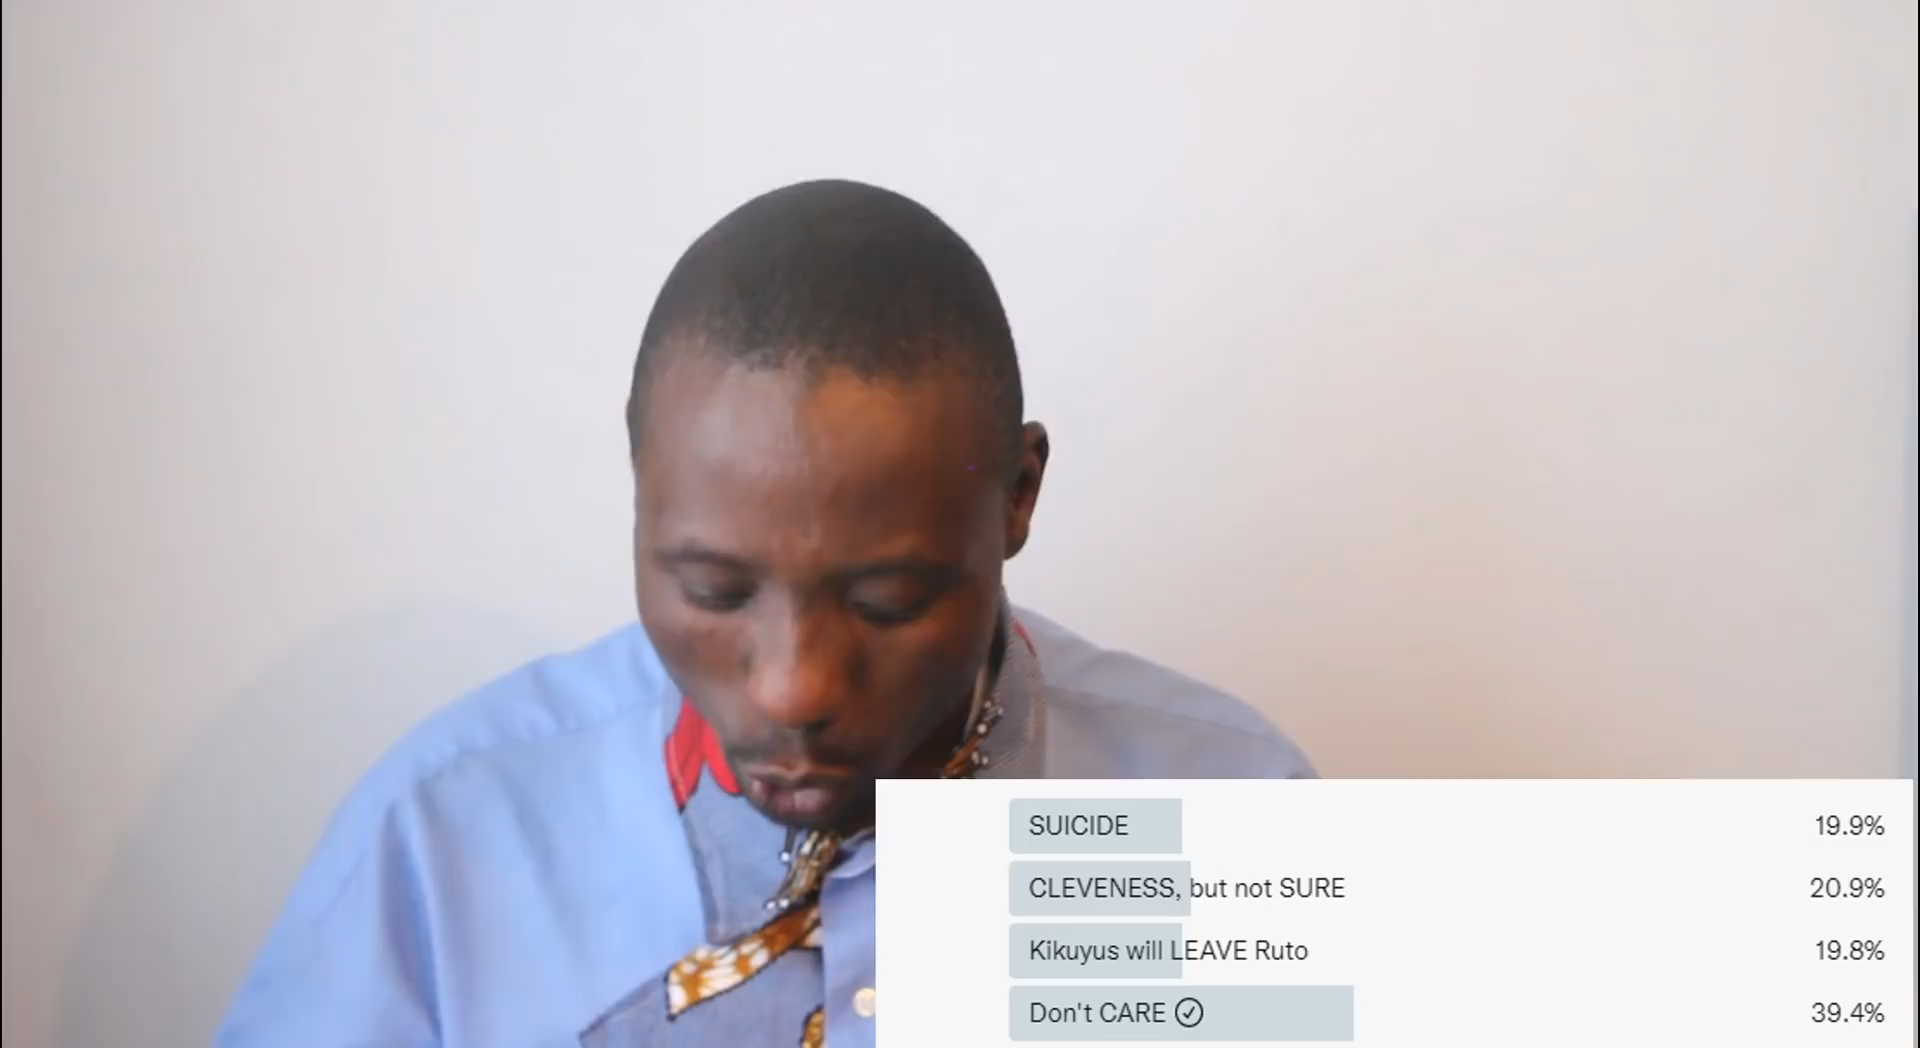 SUICIDE 19.9%
CLEVENESS, but not SURE 20.9%
Kikuyus will LEAVE Ruto 19.8%
Don't CARE 39.4%